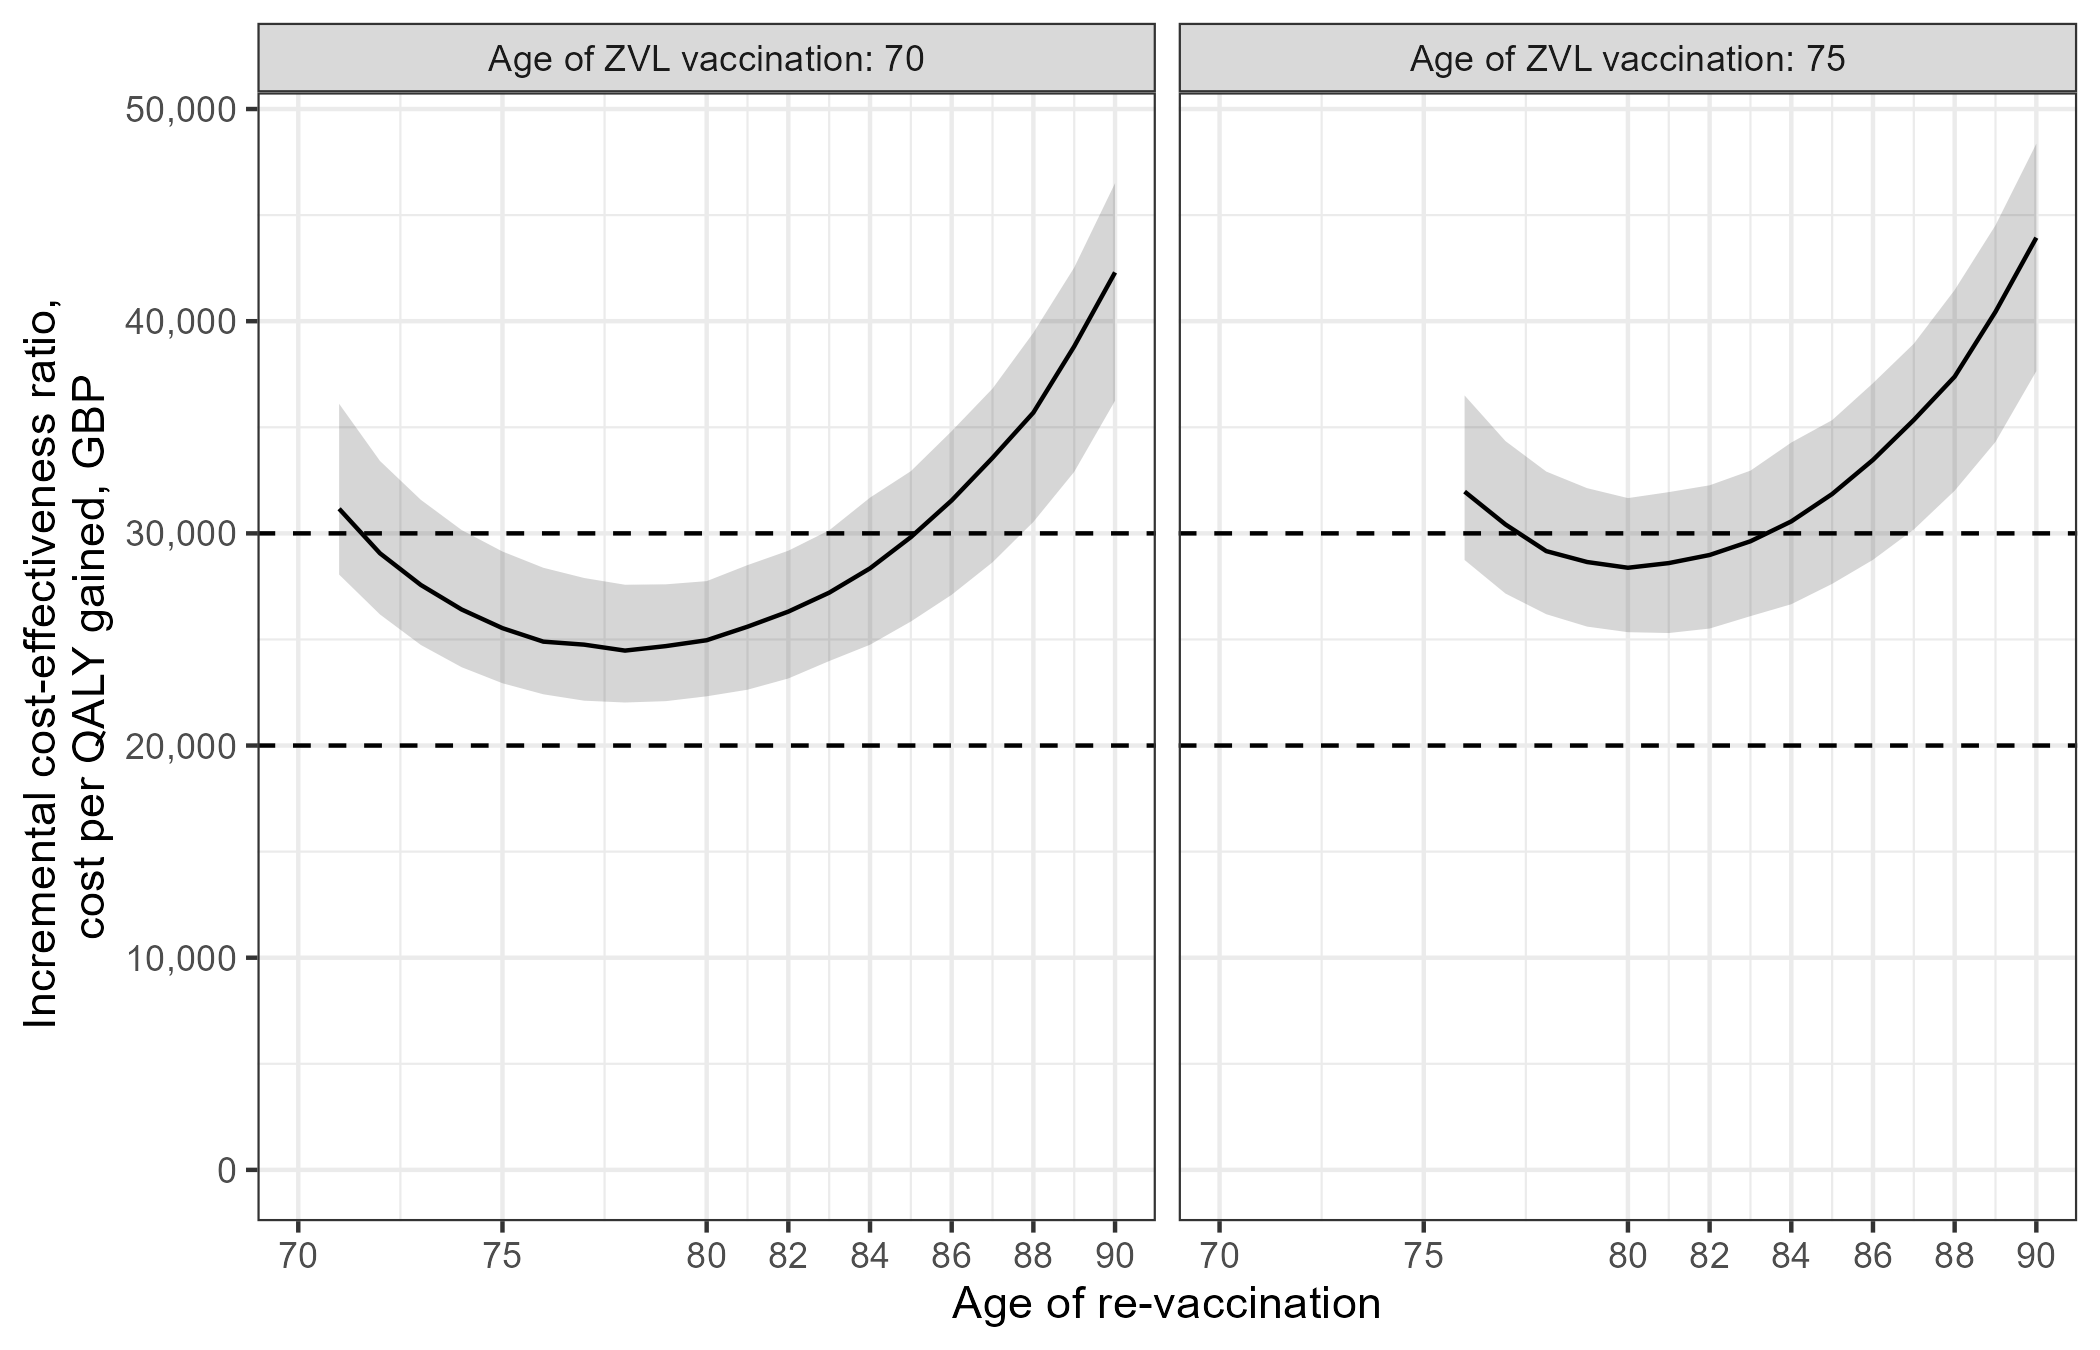 Age of ZVL vaccination: 70
Age of ZVL vaccination: 75
Incremental cost-effectiveness ratio,
cost per QALY gained, GBP
50,000
40,000
30,000
20,000
10,000
0
70 75 80 82 84 86 88 90
70 75 80 82 84 86 88 90
Age of re-vaccination